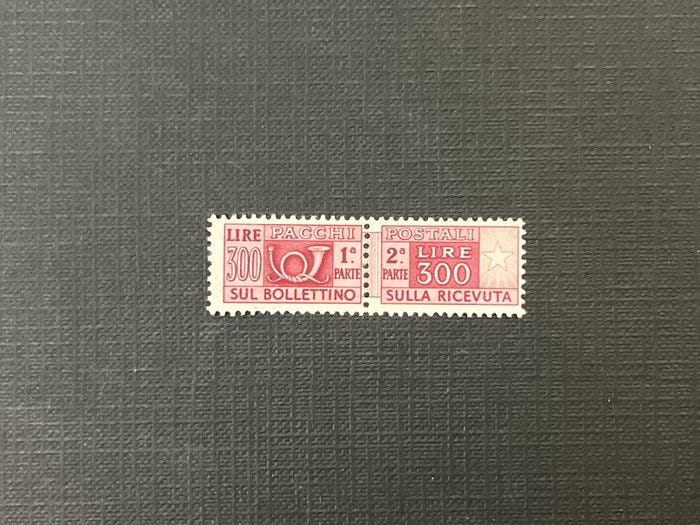 LIRE PACCHI
300 1ª PARTE
SUL BOLLETTINO
POSTALI
2ª PARTE LIRE 300
SULLA RICEVUTA